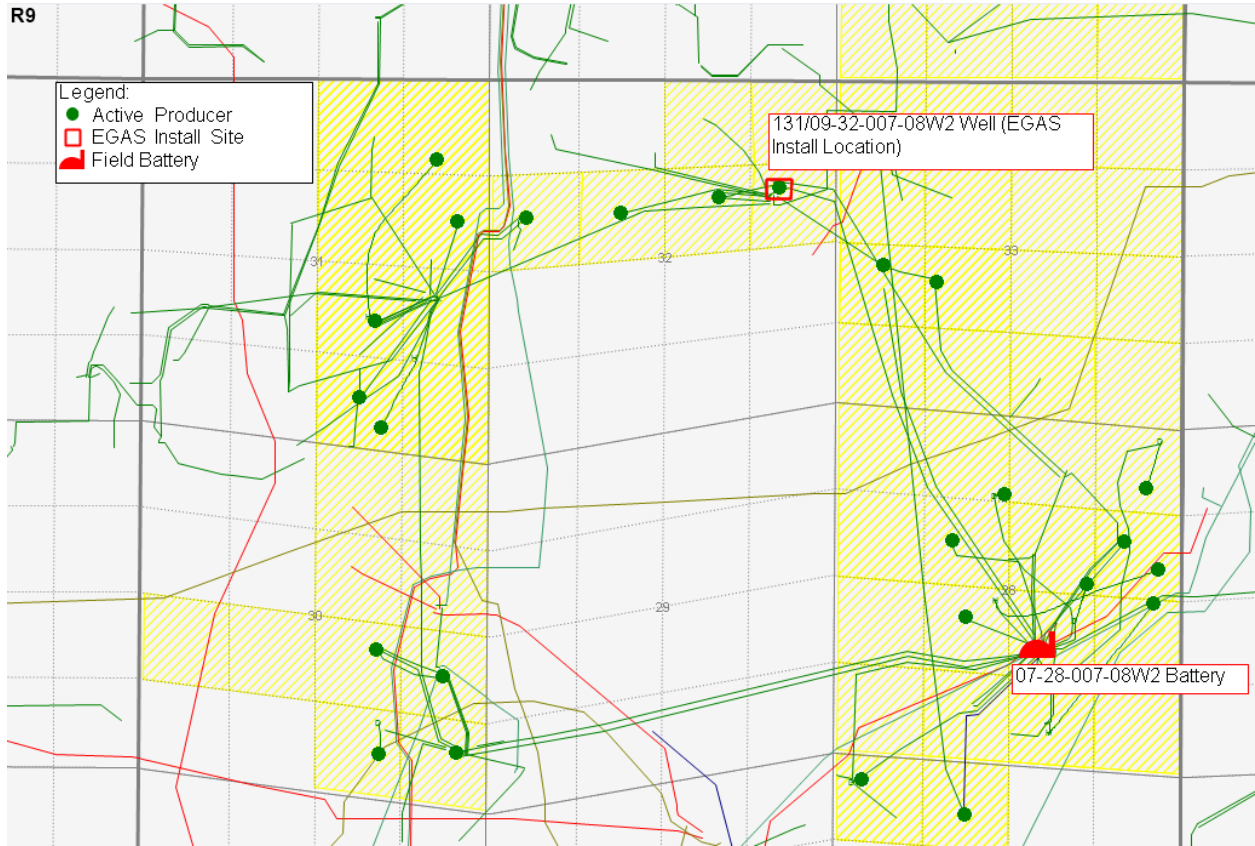 R9
Legend:
Active Producer
EGAS Install Site
Field Battery
131/09-32-007-08W2 Well (EGAS
Install Location)
31
32
33
30
29
28
07-28-007-08W2 Battery